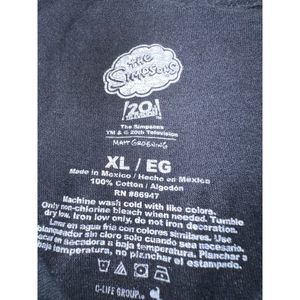 THE
SIMPSONS
20th
TELEVISION
The Simpsons
TM & © 20th Television
MATT GROENING
XL / EG
Made in Mexico / Hecho en México
100% Cotton / Algodón
RN #86947
Machine wash cold with like colors.
Only non-chlorine bleach when needed. Tumble
dry low. Iron low only do not iron decoration.
Lavar en agua fria con colores similares. Use
blanqueador sin cloro solo cuando sea necesario.
Secar a secadora a baja temperatura. Planchar a
baja temperatura, no planchar el estampado.
C-LIFE GROUP